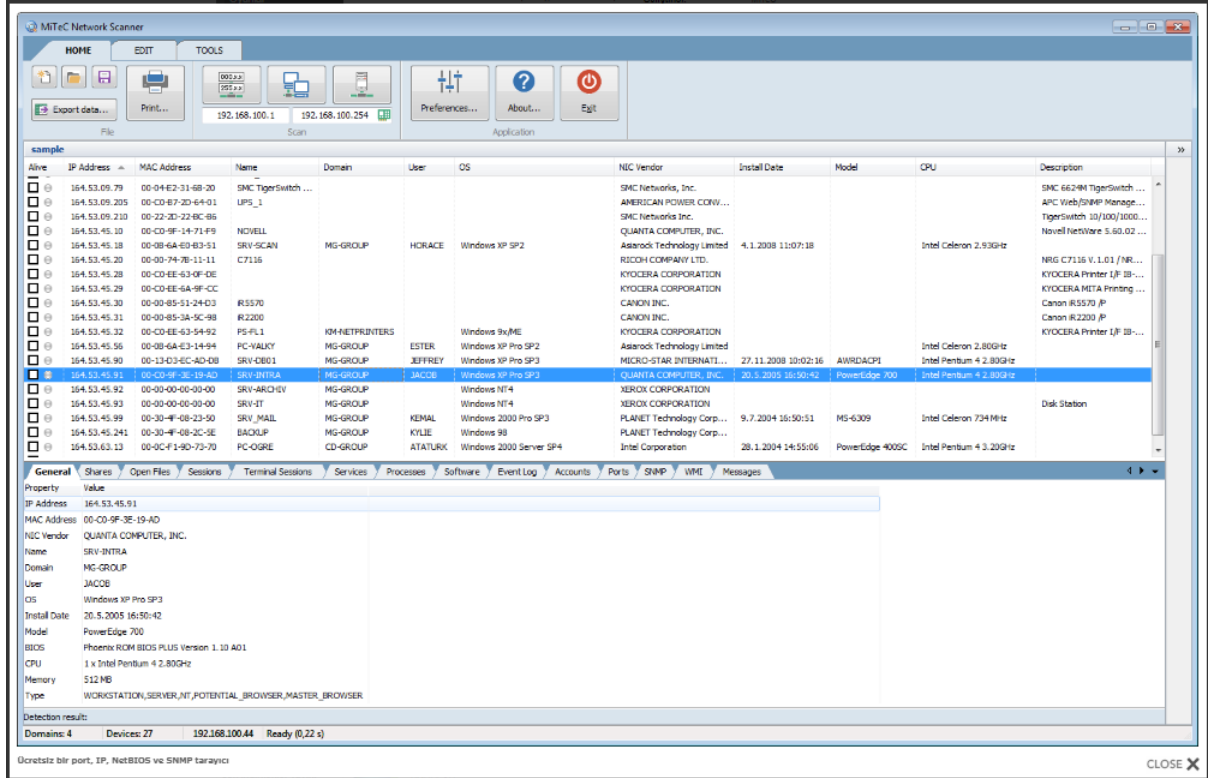 MiTeC Network Scanner
HOME EDIT TOOLS
Export data... Print... 192.168.100.1 192.168.100.254 Preferences... About... Exit
File Scan Application
sample
Alive IP Address MAC Address Name Domain User OS NIC Vendor Install Date Model CPU Description
164.53.09.79 00-04-E2-31-68-20 SMC TigerSwitch ... SMC Networks, Inc. SMC 6624M TigerSwitch ...
164.53.09.205 00-C0-B7-2D-64-01 UPS_1 AMERICAN POWER CONV... APC Web/SNMP Manage...
164.53.09.210 00-22-2D-22-BC-B6 SMC Networks Inc. TigerSwitch 10/100/1000...
164.53.45.10 00-C0-9F-14-71-F9 NOVELL QUANTA COMPUTER, INC. Novell NetWare 5.60.02 ...
164.53.45.18 00-0B-6A-E0-B3-51 SRV-SCAN MG-GROUP HORACE Windows XP SP2 Asiarock Technology Limited 4.1.2008 11:07:18 Intel Celeron 2.93GHz
164.53.45.20 00-00-74-7B-11-11 C7116 RICOH COMPANY LTD. NRG C7116 V.1.01 / NR...
164.53.45.28 00-C0-EE-63-0F-DE KYOCERA CORPORATION KYOCERA Printer I/F IB-...
164.53.45.29 00-C0-EE-6A-9F-CC KYOCERA CORPORATION KYOCERA MITA Printing ...
164.53.45.30 00-00-85-51-24-D3 iR5570 CANON INC. Canon iR5570 /P
164.53.45.31 00-00-85-3A-5C-98 iR2200 CANON INC. Canon iR2200 /P
164.53.45.32 00-C0-EE-63-54-92 PS-FL1 KM-NETPRINTERS Windows 9x/ME KYOCERA CORPORATION KYOCERA Printer I/F IB-...
164.53.45.56 00-0B-6A-E3-14-94 PC-VALKY MG-GROUP ESTER Windows XP Pro SP2 Asiarock Technology Limited Intel Celeron 2.80GHz
164.53.45.90 00-13-D3-EC-AD-DB SRV-DB01 MG-GROUP JEFFREY Windows XP Pro SP3 MICRO-STAR INTERNATI... 27.11.2008 10:02:16 AWRDACPI Intel Pentium 4 2.80GHz
164.53.45.91 00-C0-9F-3E-19-AD SRV-INTRA MG-GROUP JACOB Windows XP Pro SP3 QUANTA COMPUTER, INC. 20.5.2005 16:50:42 PowerEdge 700 Intel Pentium 4 2.80GHz
164.53.45.92 00-00-00-00-00-00 SRV-ARCHIV MG-GROUP Windows NT4 XEROX CORPORATION
164.53.45.93 00-00-00-00-00-00 SRV-IT MG-GROUP Windows NT4 XEROX CORPORATION Disk Station
164.53.45.99 00-30-4F-08-23-50 SRV_MAIL MG-GROUP KEMAL Windows 2000 Pro SP3 PLANET Technology Corp... 9.7.2004 16:50:51 MS-6309 Intel Celeron 734 MHz
164.53.45.241 00-30-4F-08-2C-5E BACKUP MG-GROUP KYLIE Windows 98 PLANET Technology Corp...
164.53.63.13 00-0C-F1-9D-73-70 PC-OGRE CD-GROUP ATATURK Windows 2000 Server SP4 Intel Corporation 28.1.2004 14:55:06 PowerEdge 400SC Intel Pentium 4 3.20GHz
General Shares Open Files Sessions Terminal Sessions Services Processes Software Event Log Accounts Ports SNMP WMI Messages
Property Value
IP Address 164.53.45.91
MAC Address 00-C0-9F-3E-19-AD
NIC Vendor QUANTA COMPUTER, INC.
Name SRV-INTRA
Domain MG-GROUP
User JACOB
OS Windows XP Pro SP3
Install Date 20.5.2005 16:50:42
Model PowerEdge 700
BIOS Phoenix ROM BIOS PLUS Version 1.10 A01
CPU 1 x Intel Pentium 4 2.80GHz
Memory 512 MB
Type WORKSTATION,SERVER,NT,POTENTIAL_BROWSER,MASTER_BROWSER
Detection result:
Domains: 4 Devices: 27 192.168.100.44 Ready (0,22 s)
Ücretsiz bir port, IP, NetBIOS ve SNMP tarayıcı
CLOSE X